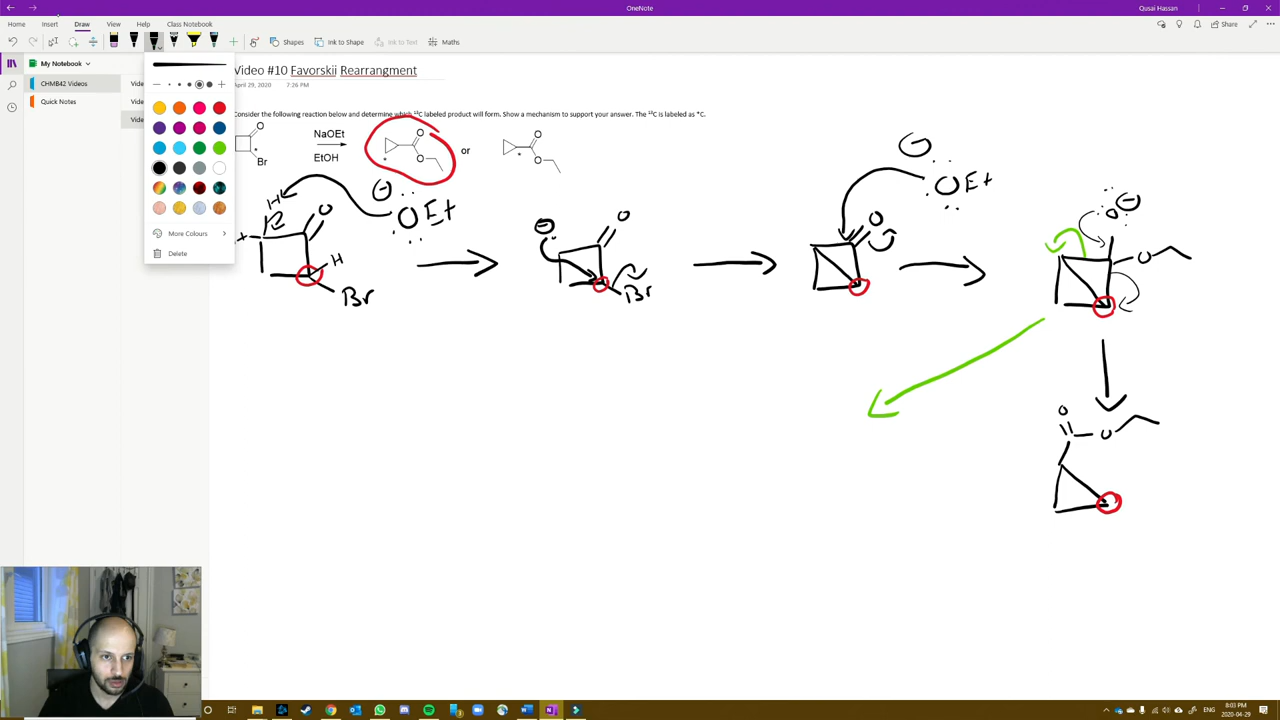 OneNote
Qusai Hassan
Home Insert Draw View Help Class Notebook
Share
Shapes Ink to Shape Ink to Text Maths
My Notebook
CHMB42 Videos
Quick Notes
Vide
Vide
Vide
More Colours
Delete
Video #10 Favorskii Rearrangment
April 29, 2020 7:26 PM
Consider the following reaction below and determine which ¹³C labeled product will form. Show a mechanism to support your answer. The ¹³C is labeled as *C.
O
*
Br
NaOEt
EtOH
O
O
*
or
O
O
*
H
O
H
Br
OEt
O
Br
O
OEt
O
O
O
O
8:03 PM
ENG
2020-04-29